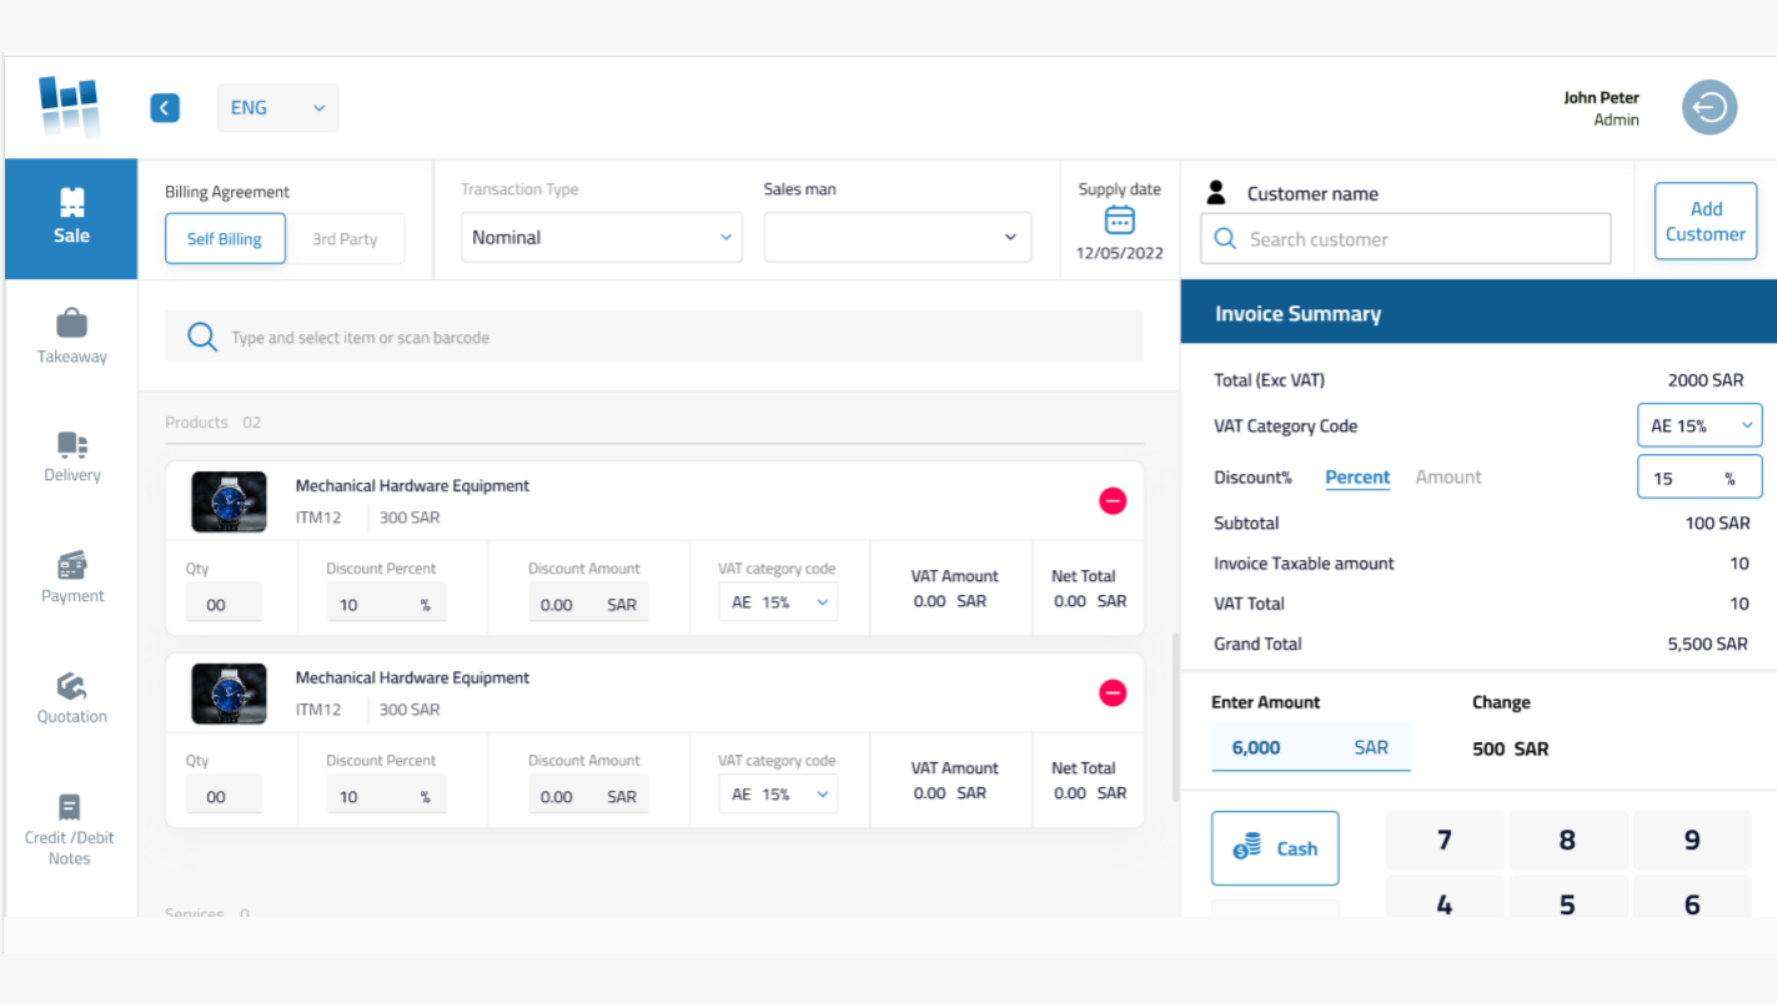 ENG
John Peter
Admin
Sale
Takeaway
Delivery
Payment
Quotation
Credit /Debit
Notes
Billing Agreement
Self Billing
3rd Party
Transaction Type
Nominal
Sales man
Supply date
12/05/2022
Customer name
Search customer
Add
Customer
Type and select item or scan barcode
Products 02
Mechanical Hardware Equipment
ITM12 300 SAR
Qty
00
Discount Percent
10 %
Discount Amount
0.00 SAR
VAT category code
AE 15%
VAT Amount
0.00 SAR
Net Total
0.00 SAR
Mechanical Hardware Equipment
ITM12 300 SAR
Qty
00
Discount Percent
10 %
Discount Amount
0.00 SAR
VAT category code
AE 15%
VAT Amount
0.00 SAR
Net Total
0.00 SAR
Services 0
Invoice Summary
Total (Exc VAT) 2000 SAR
VAT Category Code AE 15%
Discount% Percent Amount 15 %
Subtotal 100 SAR
Invoice Taxable amount 10
VAT Total 10
Grand Total 5,500 SAR
Enter Amount
6,000 SAR
Change
500 SAR
Cash
7 8 9
4 5 6